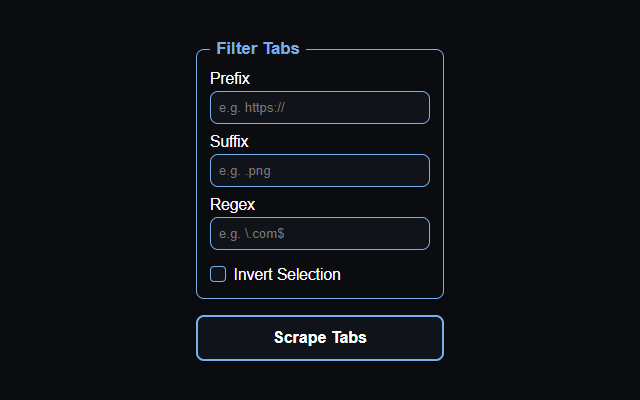 Filter Tabs
Prefix
e.g. https://
Suffix
e.g. .png
Regex
e.g. \.com$
Invert Selection
Scrape Tabs